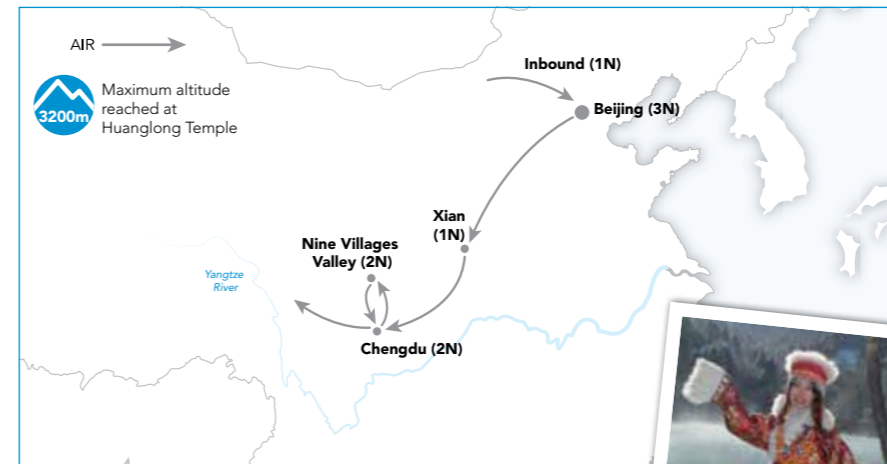 AIR
3200m
Maximum altitude
reached at
Huanglong Temple
Inbound (1N)
Beijing (3N)
Xian
(1N)
Nine Villages
Valley (2N)
Yangtze
River
Chengdu (2N)